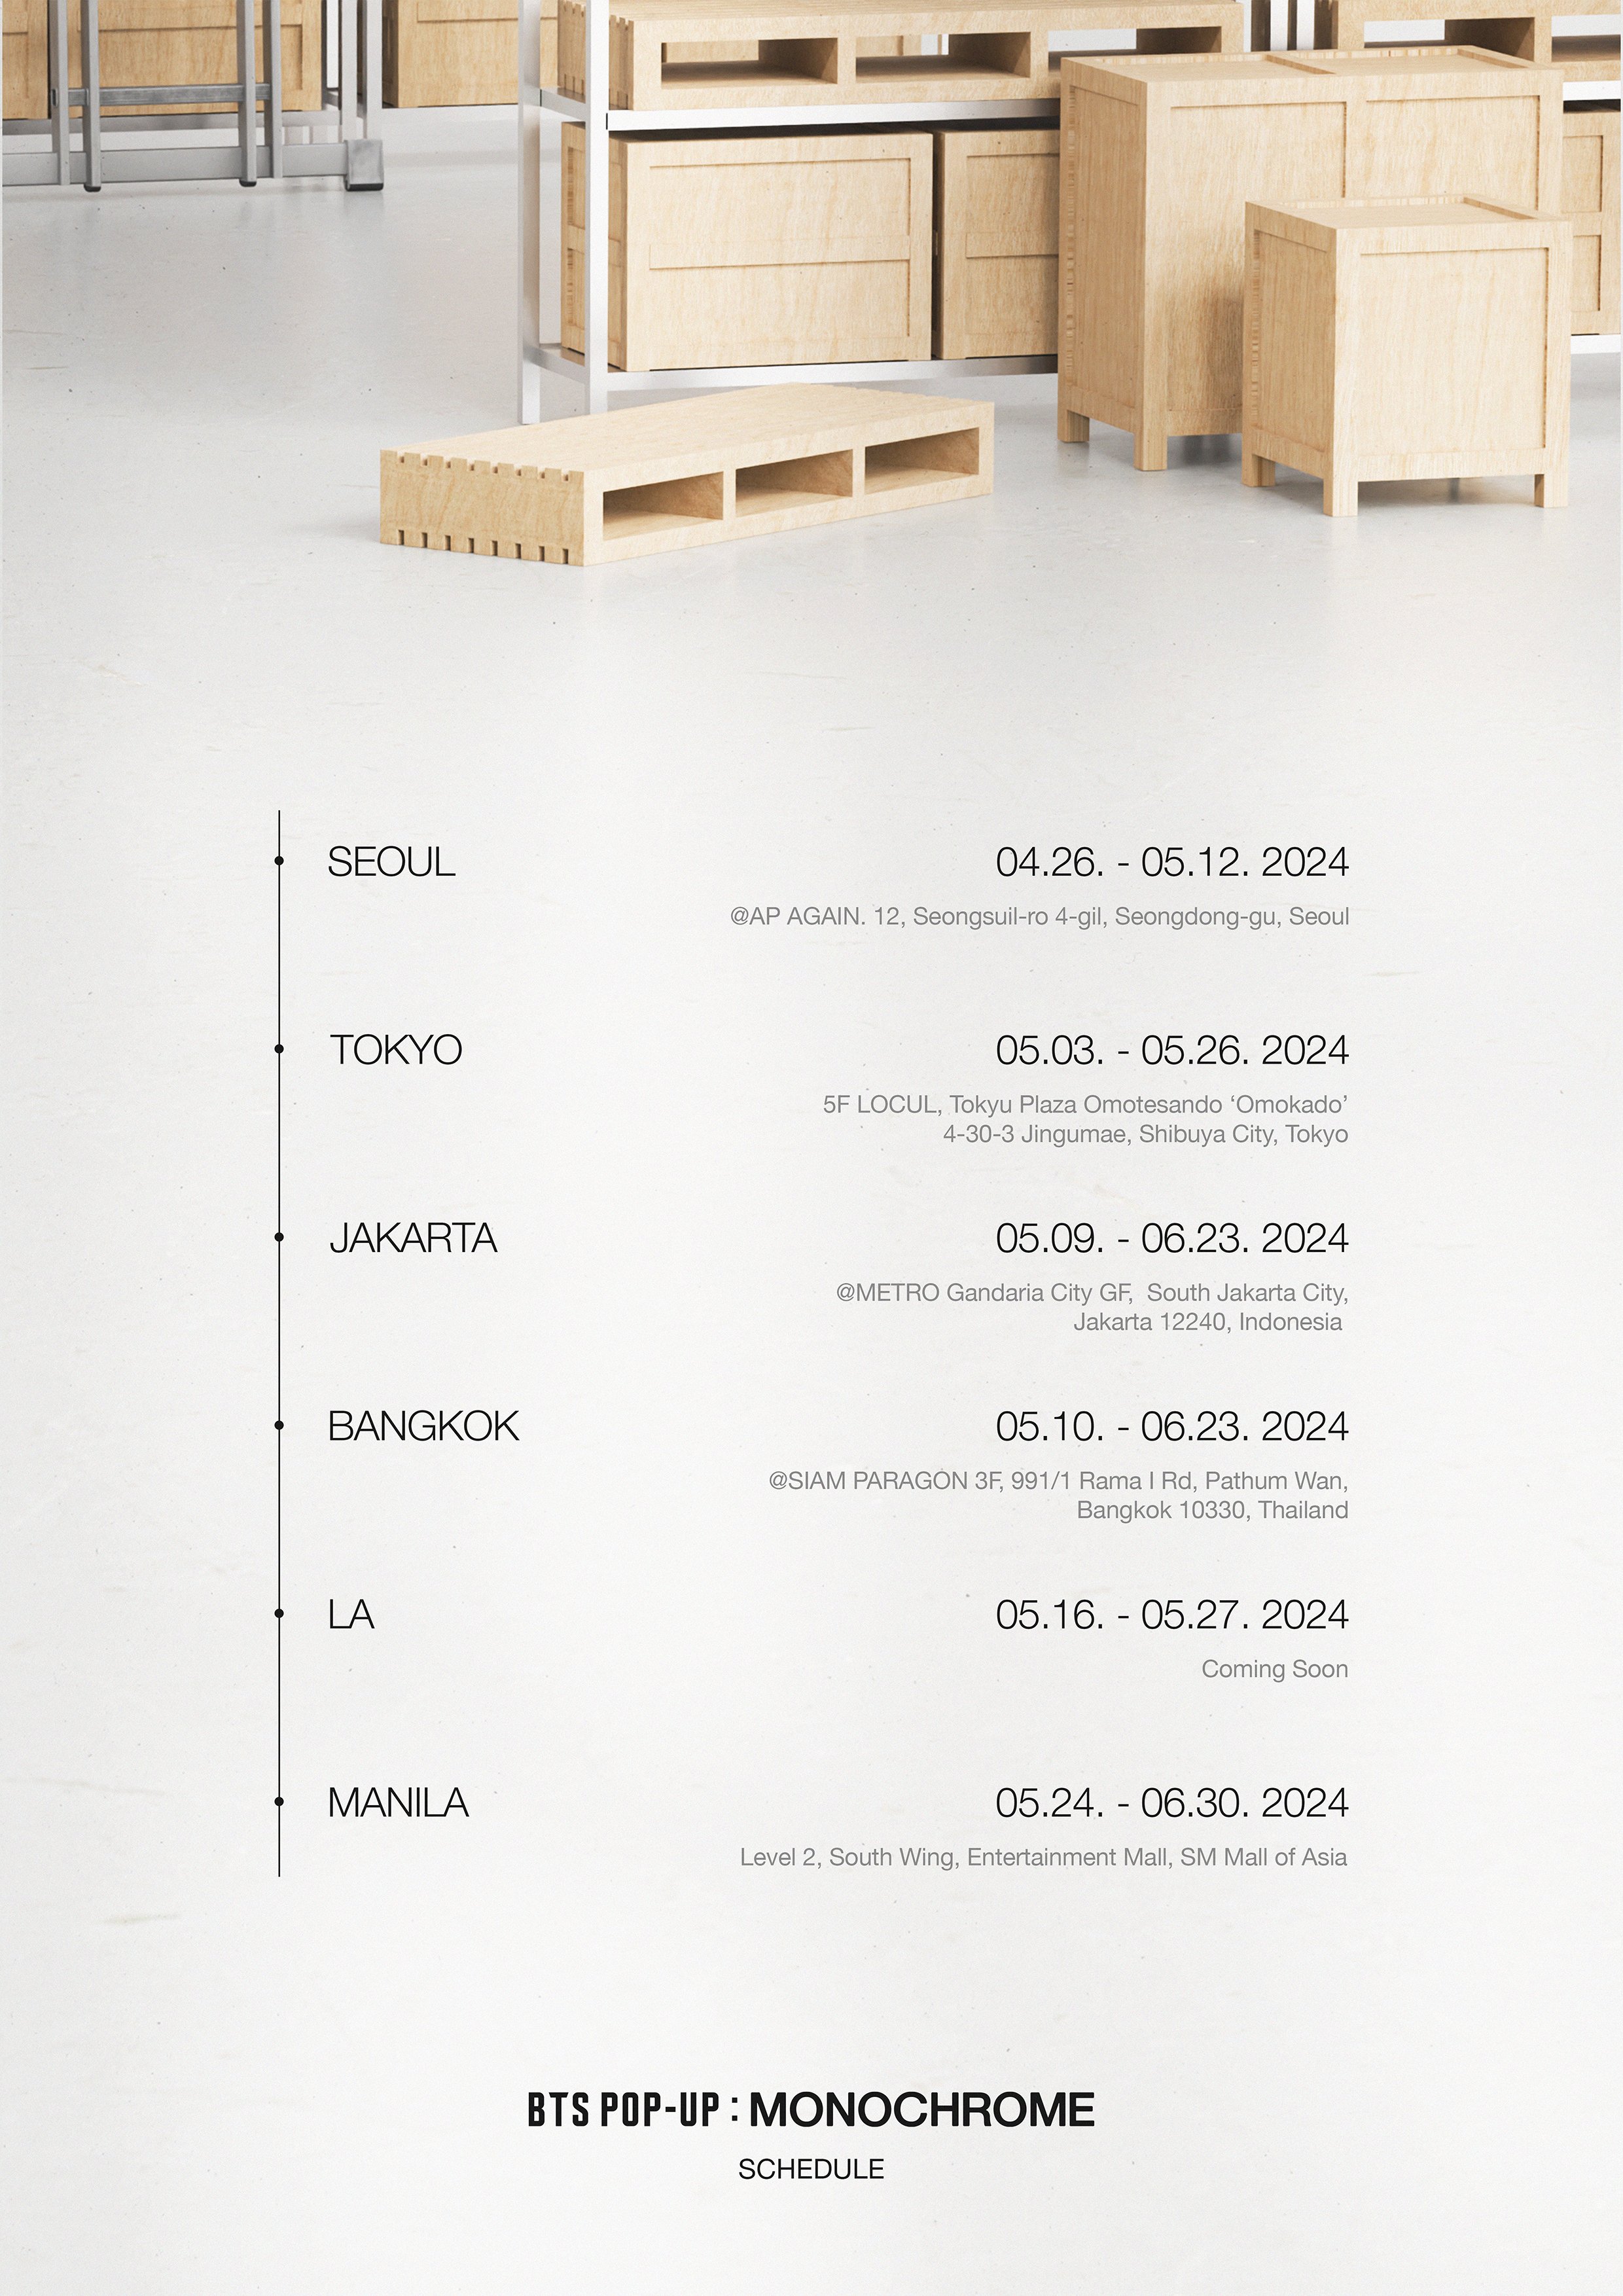 SEOUL
04.26. - 05.12. 2024
@AP AGAIN. 12, Seongsuil-ro 4-gil, Seongdong-gu, Seoul
TOKYO
05.03. - 05.26. 2024
5F LOCUL, Tokyu Plaza Omotesando ‘Omokado’
4-30-3 Jingumae, Shibuya City, Tokyo
JAKARTA
05.09. - 06.23. 2024
@METRO Gandaria City GF,  South Jakarta City,
Jakarta 12240, Indonesia
BANGKOK
05.10. - 06.23. 2024
@SIAM PARAGON 3F, 991/1 Rama I Rd, Pathum Wan,
Bangkok 10330, Thailand
LA
05.16. - 05.27. 2024
Coming Soon
MANILA
05.24. - 06.30. 2024
Level 2, South Wing, Entertainment Mall, SM Mall of Asia
BTS POP-UP : MONOCHROME
SCHEDULE